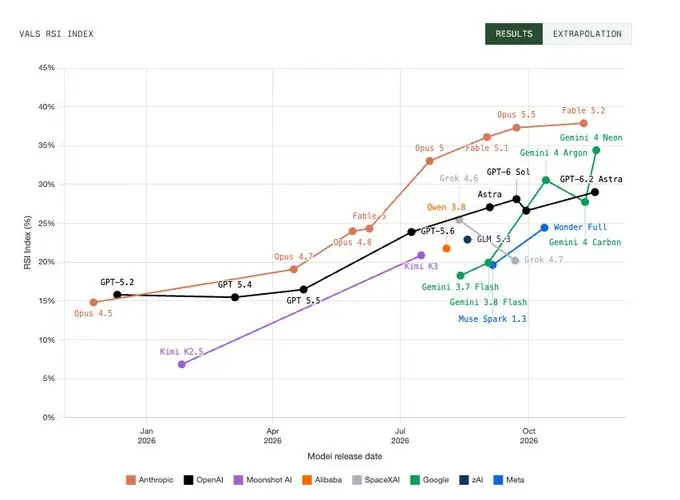 VALS RSI INDEX
RESULTS
EXTRAPOLATION
45%
40%
35%
30%
25%
20%
15%
10%
5%
0%
RSI Index (%)
Opus 5.5
Fable 5.2
Opus 5
Fable 5.1
Gemini 4 Neon
Gemini 4 Argon
Grok 4.6
GPT-6 Sol
GPT-6.2 Astra
Astra
Qwen 3.8
Fable 5
GPT-5.6
GLM 5.3
Wonder Full
Opus 4.8
Gemini 4 Carbon
Opus 4.7
Kimi K3
Grok 4.7
GPT-5.2
GPT 5.4
GPT 5.5
Gemini 3.7 Flash
Gemini 3.8 Flash
Opus 4.5
Muse Spark 1.3
Kimi K2.5
Jan
2026
Apr
2026
Jul
2026
Oct
2026
Model release date
Anthropic
OpenAI
Moonshot AI
Alibaba
SpaceXAI
Google
zAI
Meta